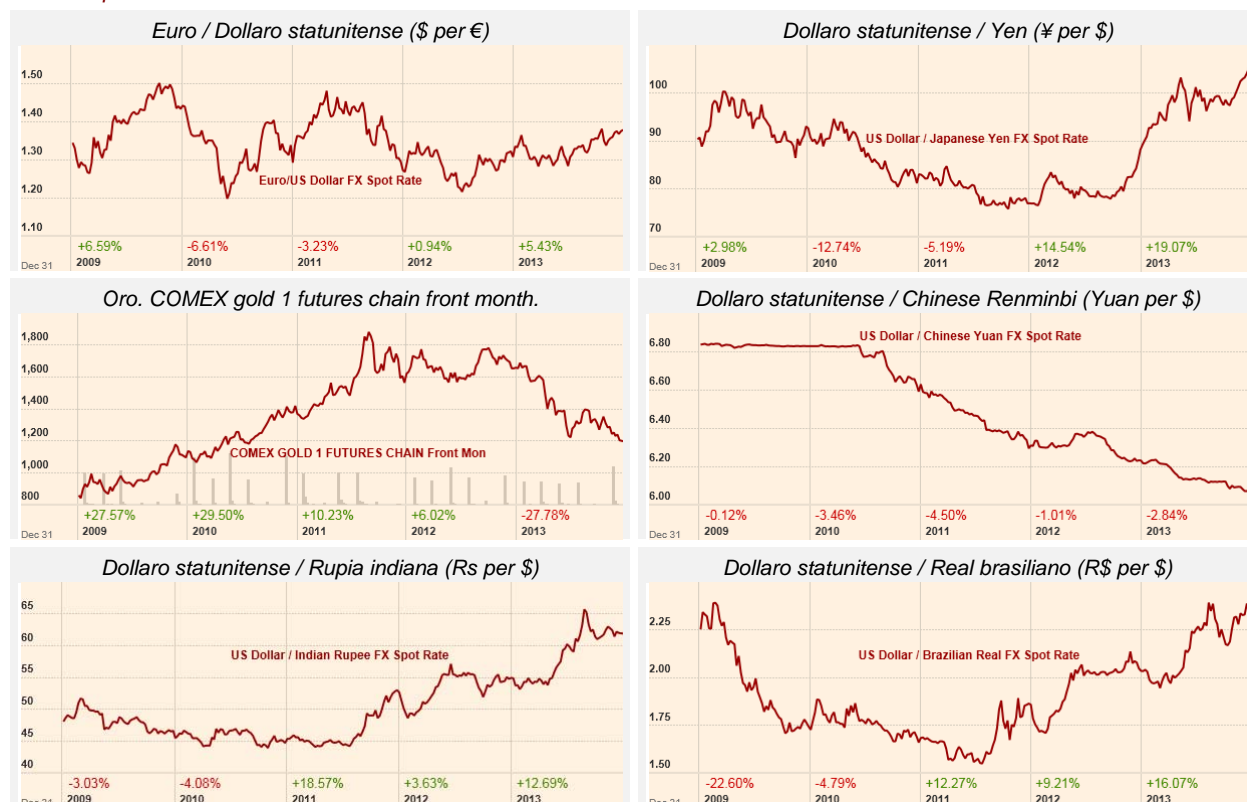 Euro / Dollaro statunitense ($ per €)
1.50
1.40
1.30
1.20
1.10
Euro/US Dollar FX Spot Rate
+6.59% -6.61% -3.23% +0.94% +5.43%
Dec 31 2009 2010 2011 2012 2013
Dollaro statunitense / Yen (¥ per $)
100
90
80
70
US Dollar / Japanese Yen FX Spot Rate
+2.98% -12.74% -5.19% +14.54% +19.07%
Dec 31 2009 2010 2011 2012 2013
Oro. COMEX gold 1 futures chain front month.
1,800
1,600
1,400
1,200
1,000
800
COMEX GOLD 1 FUTURES CHAIN Front Mon
+27.57% +29.50% +10.23% +6.02% -27.78%
Dec 31 2009 2010 2011 2012 2013
Dollaro statunitense / Chinese Renminbi (Yuan per $)
US Dollar / Chinese Yuan FX Spot Rate
6.80
6.60
6.40
6.20
6.00
-0.12% -3.46% -4.50% -1.01% -2.84%
Dec 31 2009 2010 2011 2012 2013
Dollaro statunitense / Rupia indiana (Rs per $)
65
60
55
50
45
40
US Dollar / Indian Rupee FX Spot Rate
-3.03% -4.08% +18.57% +3.63% +12.69%
Dec 31 2009 2010 2011 2012 2013
Dollaro statunitense / Real brasiliano (R$ per $)
2.25
2.00
1.75
1.50
US Dollar / Brazilian Real FX Spot Rate
-22.60% -4.79% +12.27% +9.21% +16.07%
Dec 31 2009 2010 2011 2012 2013